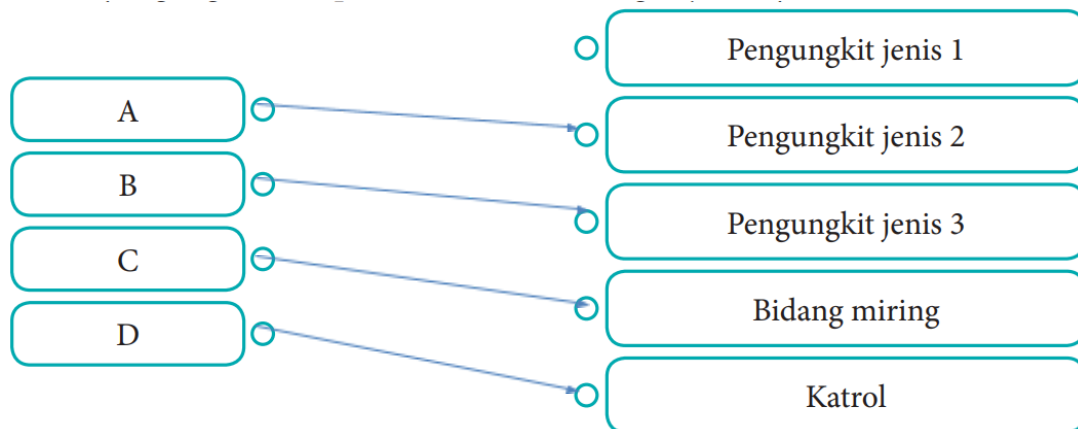 A
B
C
D
Pengungkit jenis 1
Pengungkit jenis 2
Pengungkit jenis 3
Bidang miring
Katrol